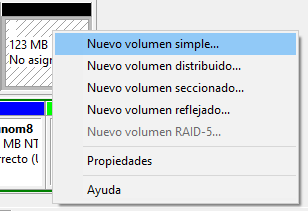 123 MB
No asign
Nuevo volumen simple...
Nuevo volumen distribuido...
Nuevo volumen seccionado...
Nuevo volumen reflejado...
Nuevo volumen RAID-5...
Propiedades
Ayuda
nom8
MB NT
recto (